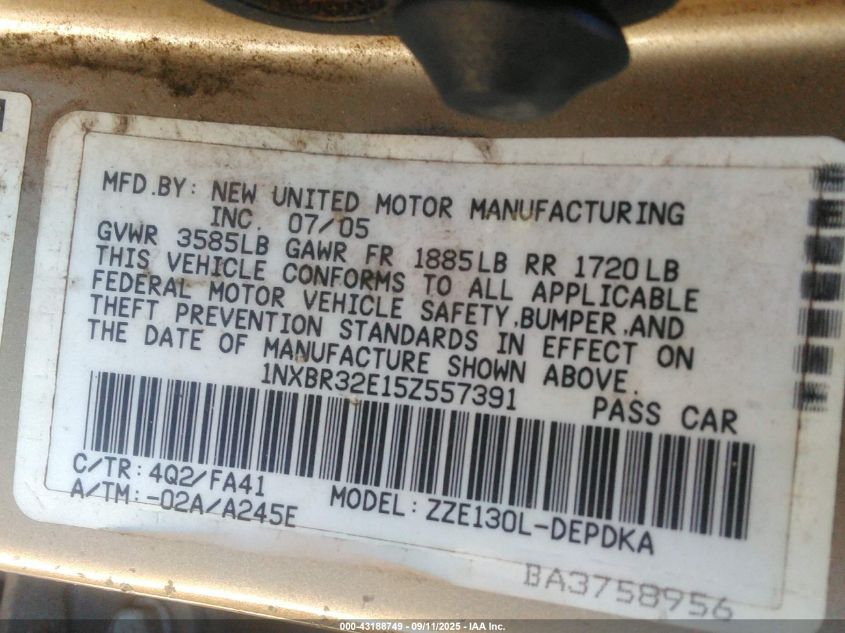 MFD.BY: NEW UNITED MOTOR MANUFACTURING
INC. 07/05
GVWR 3585LB GAWR FR 1885LB RR 1720LB
THIS VEHICLE CONFORMS TO ALL APPLICABLE
FEDERAL MOTOR VEHICLE SAFETY,BUMPER,AND
THEFT PREVENTION STANDARDS IN EFFECT ON
THE DATE OF MANUFACTURE SHOWN ABOVE.
1NXBR32E15Z557391 PASS CAR
C/TR: 4Q2/FA41
A/TM:-02A/A245E MODEL: ZZE130L-DEPDKA
BA3758956
000-43188749 - 09/11/2025 - IAA Inc.